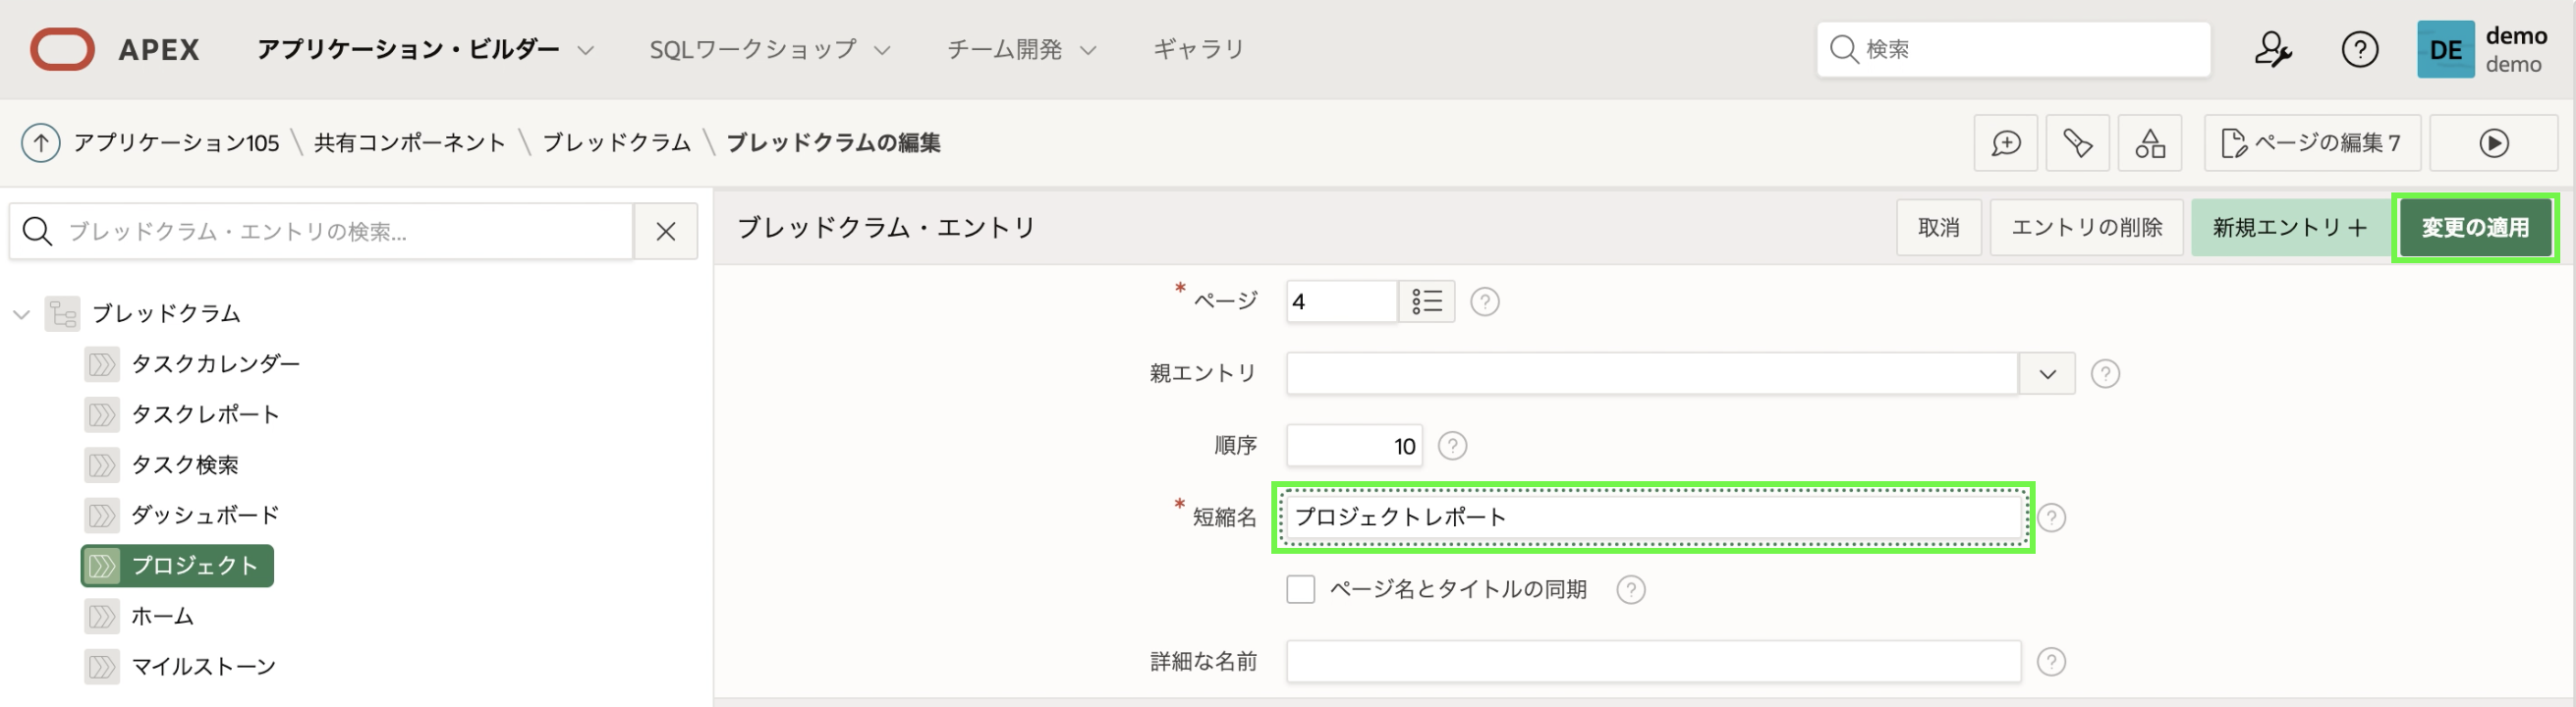 APEX アプリケーション・ビルダー SQLワークショップ チーム開発 ギャラリ 検索 DE demo
demo
アプリケーション105 \ 共有コンポーネント \ ブレッドクラム \ ブレッドクラムの編集 ページの編集 7
ブレッドクラム・エントリの検索...
ブレッドクラム
タスクカレンダー
タスクレポート
タスク検索
ダッシュボード
プロジェクト
ホーム
マイルストーン
ブレッドクラム・エントリ 取消 エントリの削除 新規エントリ+ 変更の適用
* ページ 4
親エントリ
順序 10
* 短縮名 プロジェクトレポート
ページ名とタイトルの同期
詳細な名前